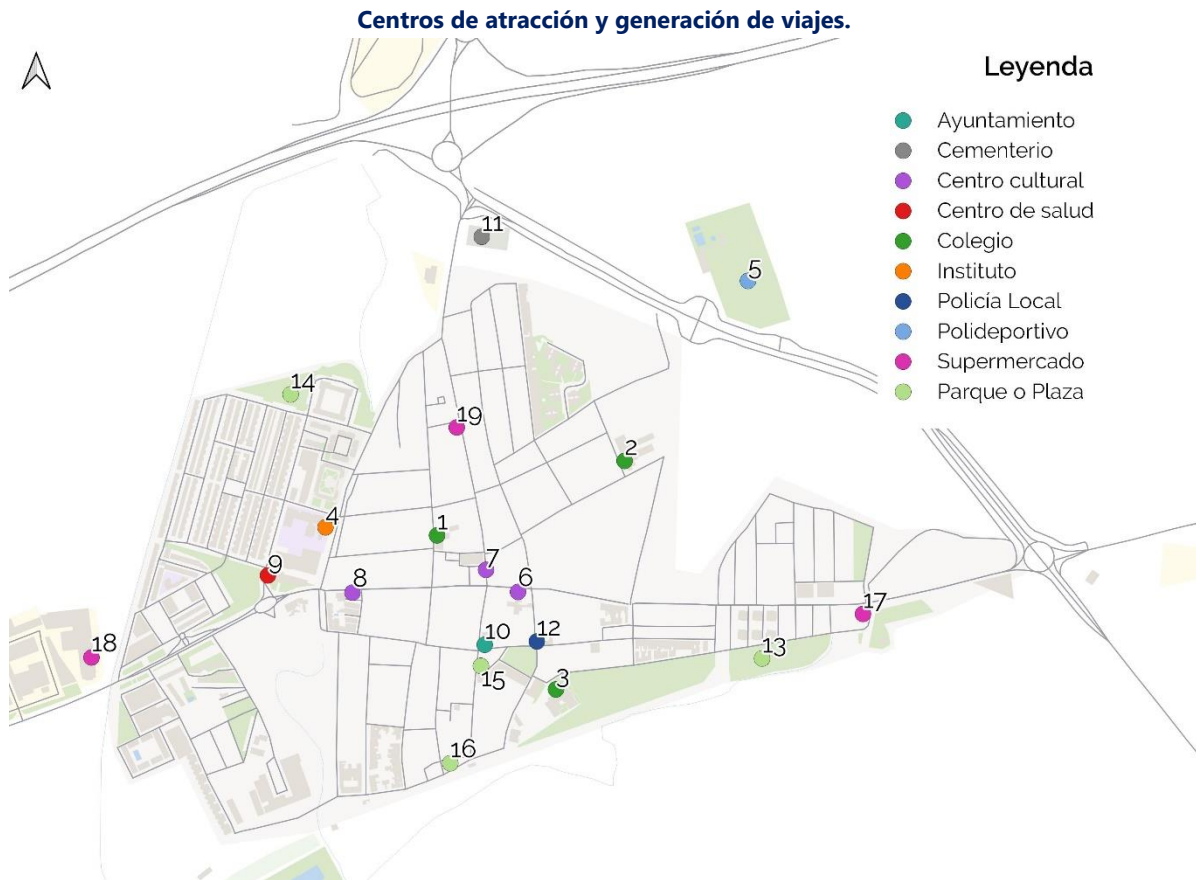 Centros de atracción y generación de viajes.
Leyenda
Ayuntamiento
Cementerio
Centro cultural
Centro de salud
Colegio
Instituto
Policía Local
Polideportivo
Supermercado
Parque o Plaza
11
5
14
19
2
4
1
7
9
8
6
17
12
10
18
13
15
3
16